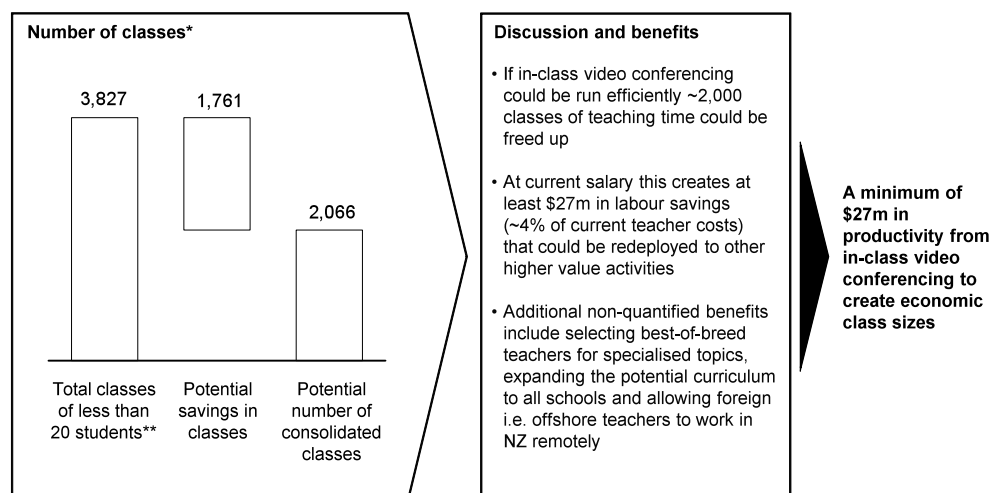 Number of classes*
3,827
1,761
2,066
Total classes
of less than
20 students**
Potential
savings in
classes
Potential
number of
consolidated
classes
Discussion and benefits
• If in-class video conferencing
could be run efficiently ~2,000
classes of teaching time could be
freed up
• At current salary this creates at
least $27m in labour savings
(~4% of current teacher costs)
that could be redeployed to other
higher value activities
• Additional non-quantified benefits
include selecting best-of-breed
teachers for specialised topics,
expanding the potential curriculum
to all schools and allowing foreign
i.e. offshore teachers to work in
NZ remotely
A minimum of
$27m in
productivity from
in-class video
conferencing to
create economic
class sizes